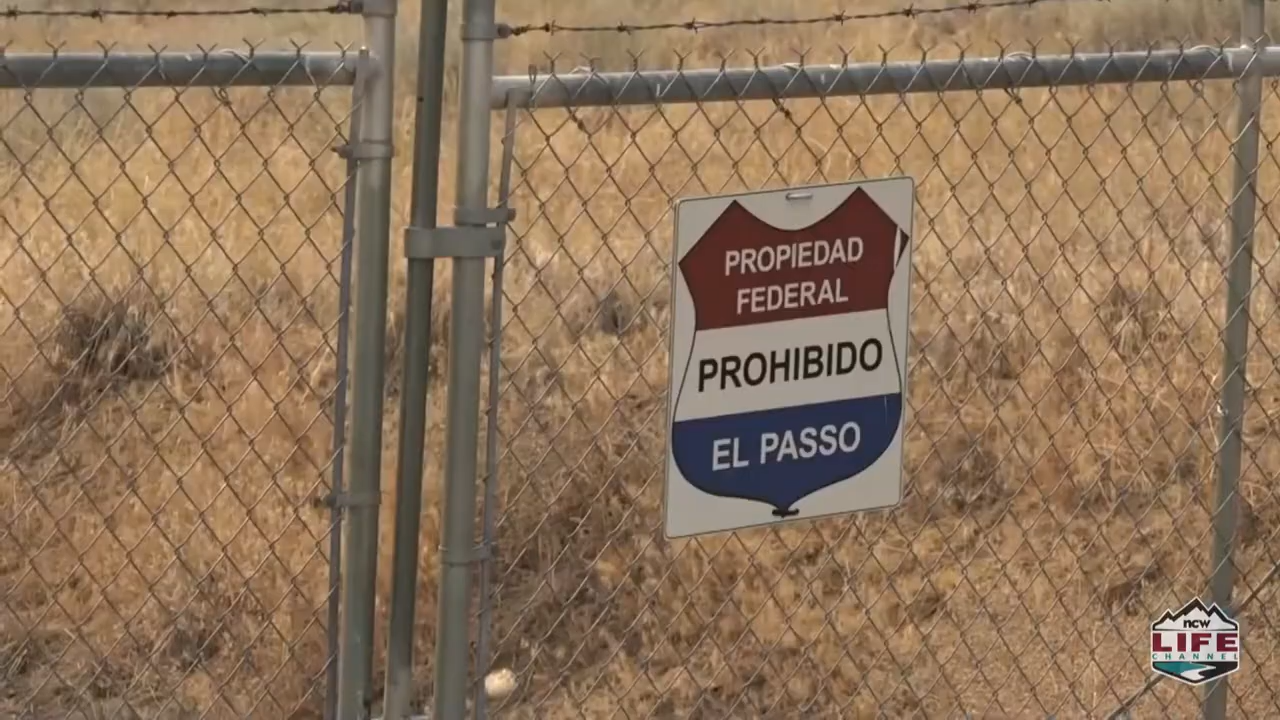 PROPIEDAD
FEDERAL
PROHIBIDO
EL PASSO
ncw
LIFE
CHANNEL